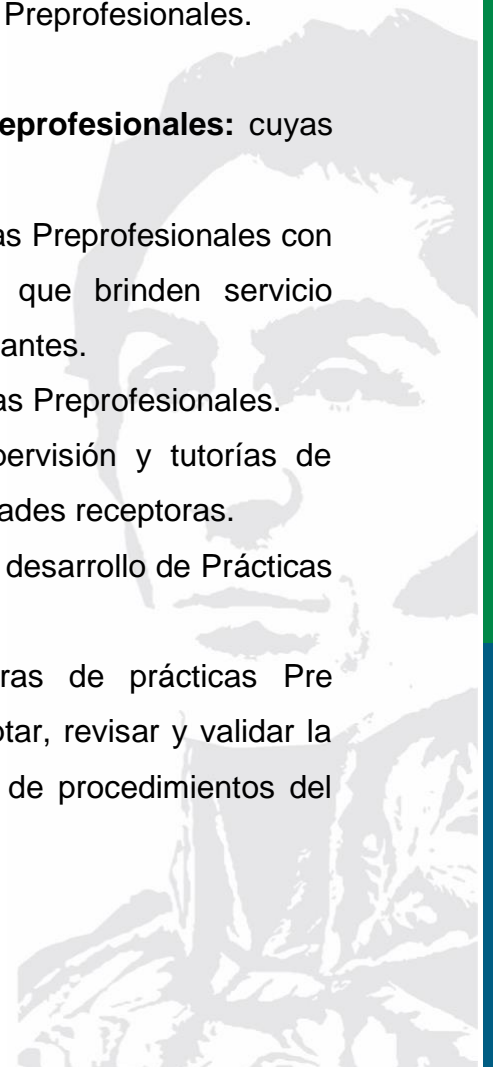 Preprofesionales.
eprofesionales: cuyas
as Preprofesionales con
que brinden servicio
antes.
as Preprofesionales.
pervisión y tutorías de
ades receptoras.
desarrollo de Prácticas
ras de prácticas Pre
otar, revisar y validar la
de procedimientos del